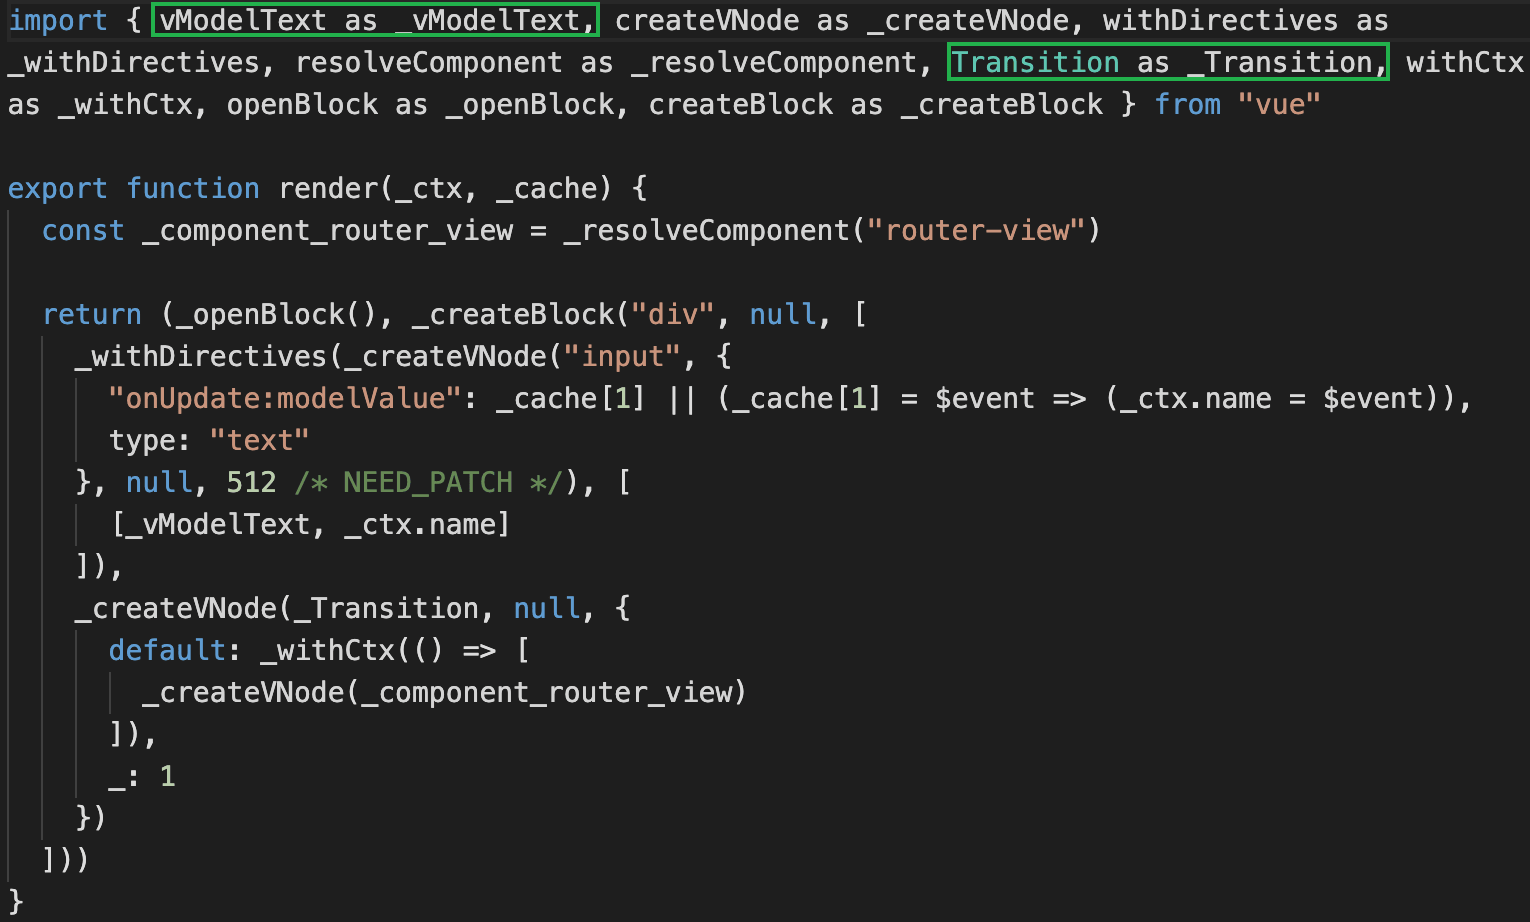 import { vModelText as _vModelText, createVNode as _createVNode, withDirectives as
_withDirectives, resolveComponent as _resolveComponent, Transition as _Transition, withCtx
as _withCtx, openBlock as _openBlock, createBlock as _createBlock } from "vue"

export function render(_ctx, _cache) {
  const _component_router_view = _resolveComponent("router-view")

  return (_openBlock(), _createBlock("div", null, [
    _withDirectives(_createVNode("input", {
      "onUpdate:modelValue": _cache[1] || (_cache[1] = $event => (_ctx.name = $event)),
      type: "text"
    }, null, 512 /* NEED_PATCH */), [
      [_vModelText, _ctx.name]
    ]),
    _createVNode(_Transition, null, {
      default: _withCtx(() => [
        _createVNode(_component_router_view)
      ]),
      _: 1
    })
  ]))
}